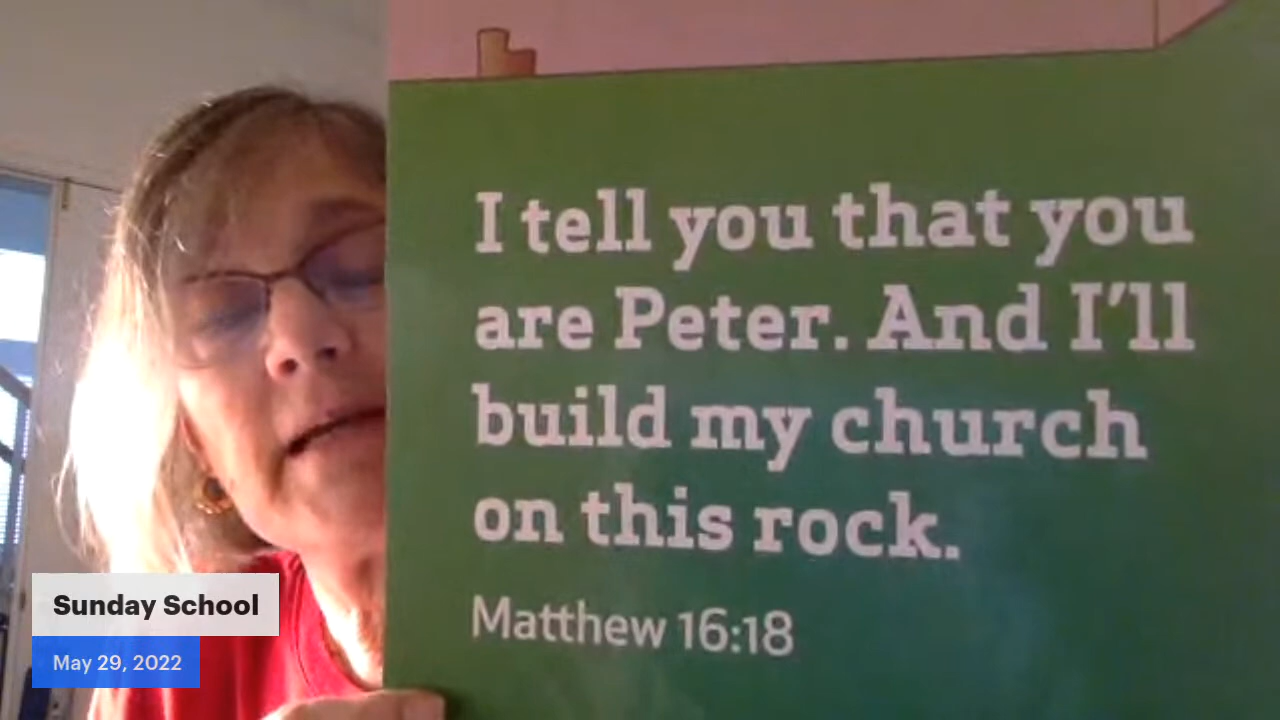 I tell you that you
are Peter. And I'll
build my church
on this rock.
Matthew 16:18
Sunday School
May 29, 2022